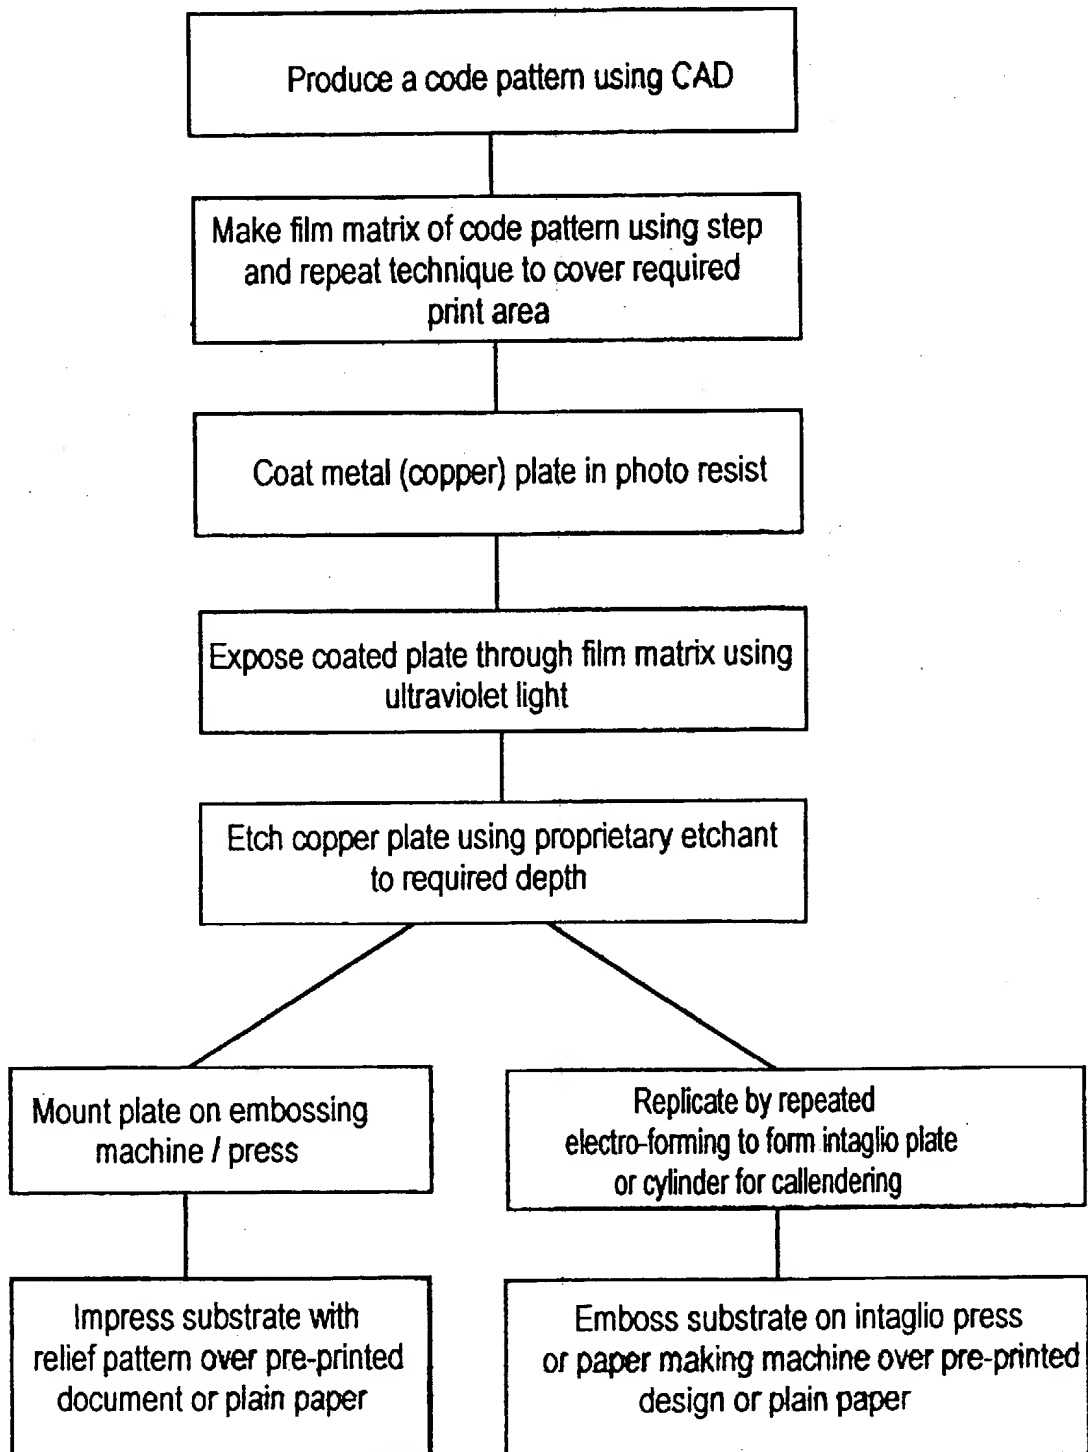 Produce a code pattern using CAD
Make film matrix of code pattern using step
and repeat technique to cover required
print area
Coat metal (copper) plate in photo resist
Expose coated plate through film matrix using
ultraviolet light
Etch copper plate using proprietary etchant
to required depth
Mount plate on embossing
machine / press
Replicate by repeated
electro-forming to form intaglio plate
or cylinder for callendering
Impress substrate with
relief pattern over pre-printed
document or plain paper
Emboss substrate on intaglio press
or paper making machine over pre-printed
design or plain paper